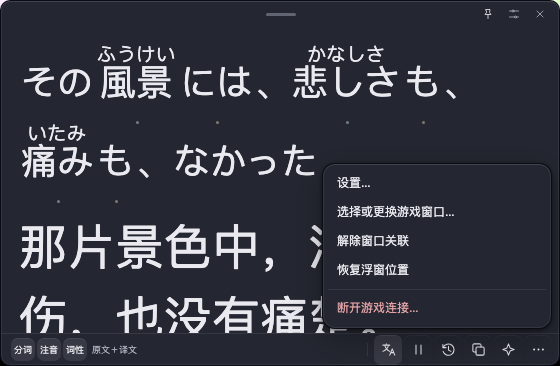 ふうけい かなしさ
その風景には、悲しさも、
いたみ
痛みも、なかった
那片景色中，
伤，也没有痛楚。
设置...
选择或更换游戏窗口...
解除窗口关联
恢复浮窗位置
断开游戏连接...
分词 注音 词性 原文+译文